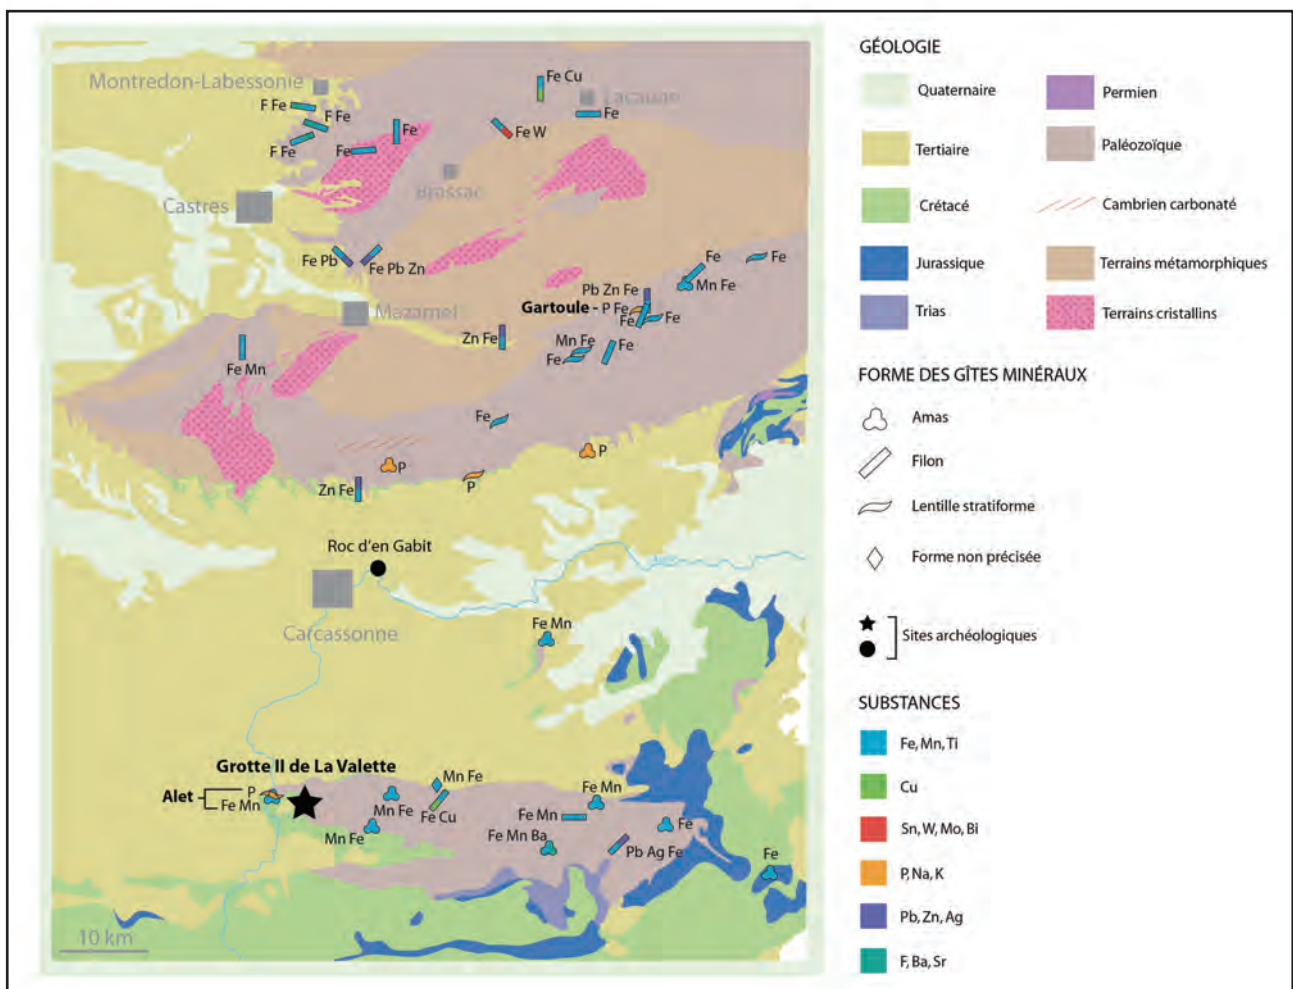 Montredon-Labessonié
Fe Cu
Lacaune
F Fe
F Fe
Fe
Fe
Fe W
F Fe
Fe
Brassac
Castres
Fe Pb
Fe Pb Zn
Fe
Fe
Mn Fe
Pb Zn Fe
Gartoule - P Fe
Fe
Fe
Mazamet
Zn Fe
Mn Fe
Fe
Fe
Fe Mn
Fe
P
P
P
Zn Fe
Roc d'en Gabit
Carcassonne
Fe Mn
Grotte II de La Valette
Alet
P
Fe Mn
Mn Fe
Mn Fe
Fe Cu
Mn Fe
Fe Mn
Fe Mn
Fe
Fe Mn Ba
Pb Ag Fe
Fe
10 km
GÉOLOGIE
Quaternaire
Permien
Tertiaire
Paléozoïque
Crétacé
Cambrien carbonaté
Jurassique
Terrains métamorphiques
Trias
Terrains cristallins
FORME DES GÎTES MINÉRAUX
Amas
Filon
Lentille stratiforme
Forme non précisée
Sites archéologiques
SUBSTANCES
Fe, Mn, Ti
Cu
Sn, W, Mo, Bi
P, Na, K
Pb, Zn, Ag
F, Ba, Sr